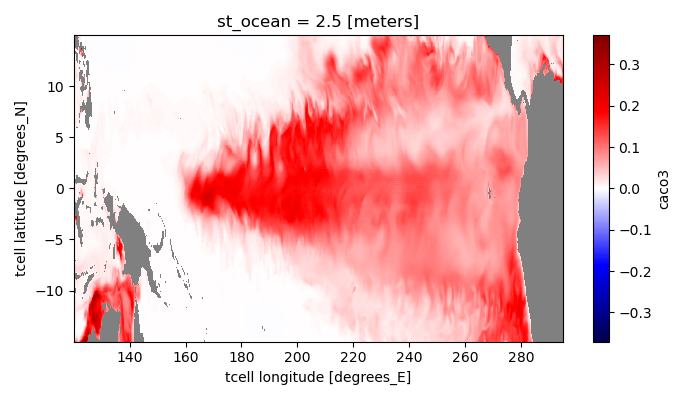 st_ocean = 2.5 [meters]
10
5
0
−5
−10
tcell latitude [degrees_N]
140 160 180 200 220 240 260 280
tcell longitude [degrees_E]
0.3
0.2
0.1
0.0
−0.1
−0.2
−0.3
caco3